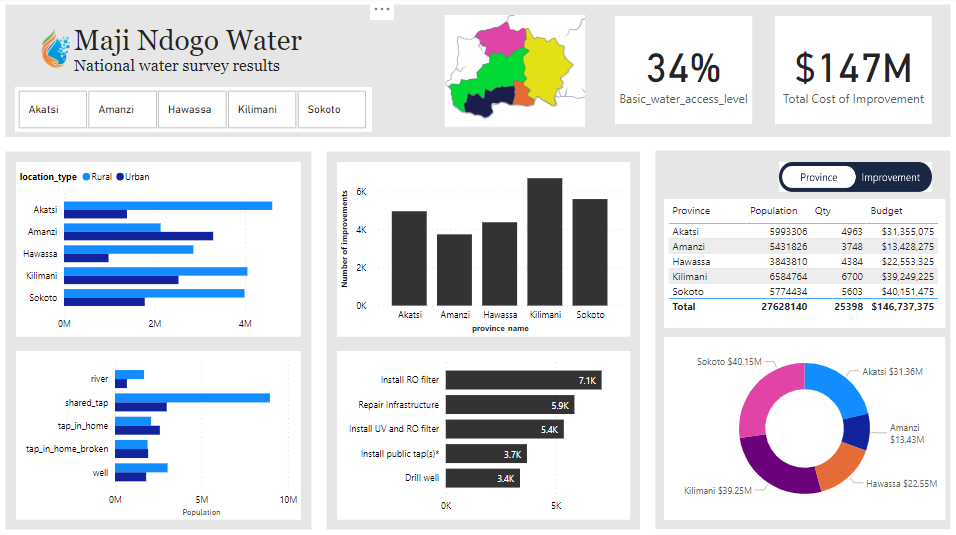 Maji Ndogo Water
National water survey results
Akatsi Amanzi Hawassa Kilimani Sokoto
34%
Basic_water_access_level
$147M
Total Cost of Improvement
location_type Rural Urban
Akatsi
Amanzi
Hawassa
Kilimani
Sokoto
0M 2M 4M
river
shared_tap
tap_in_home
tap_in_home_broken
well
0M 5M 10M
Population
Number of improvements
6K
4K
2K
0K
Akatsi Amanzi Hawassa Kilimani Sokoto
province name
Install RO filter 7.1K
Repair Infrastructure 5.9K
Install UV and RO filter 5.4K
Install public tap(s)* 3.7K
Drill well 3.4K
0K 5K
Province Improvement
Province Population Qty Budget
Akatsi 5993306 4963 $31,355,075
Amanzi 5431826 3748 $13,428,275
Hawassa 3843810 4384 $22,553,325
Kilimani 6584764 6700 $39,249,225
Sokoto 5774434 5603 $40,151,475
Total 27628140 25398 $146,737,375
Sokoto $40.15M
Akatsi $31.36M
Amanzi
$13.43M
Hawassa $22.55M
Kilimani $39.25M